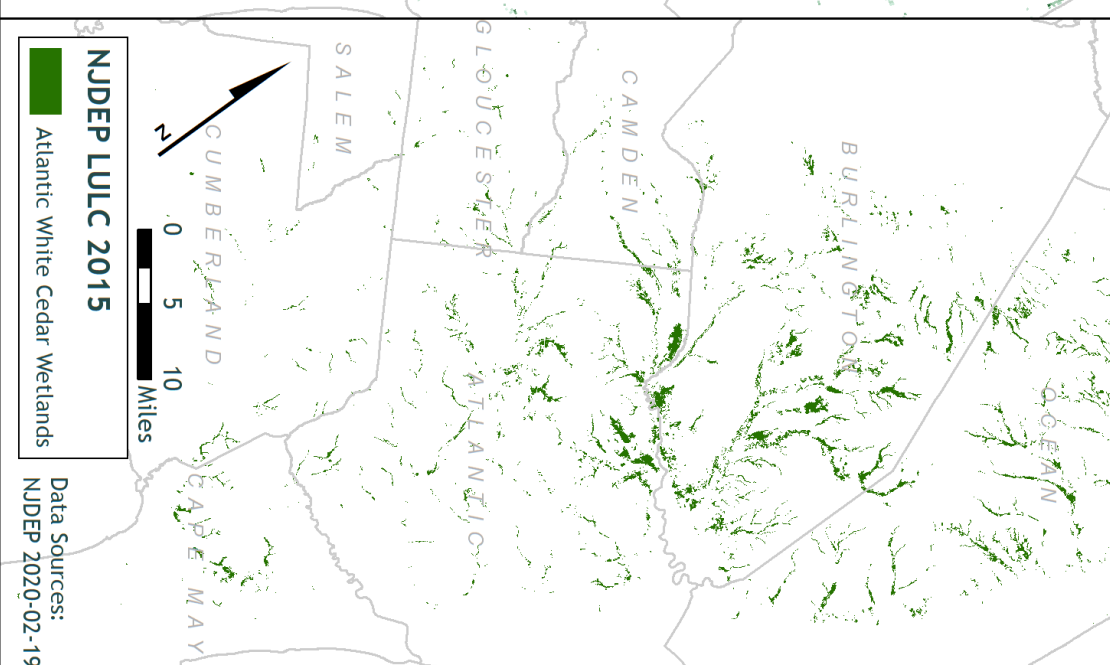 NJDEP LULC 2015
Atlantic White Cedar Wetlands
N
0 5 10
Miles
Data Sources:
NJDEP 2020-02-19
SALEM
GLOUCESTER
CAMDEN
BURLINGTON
OCEAN
CUMBERLAND
ATLANTIC
CAPE MAY